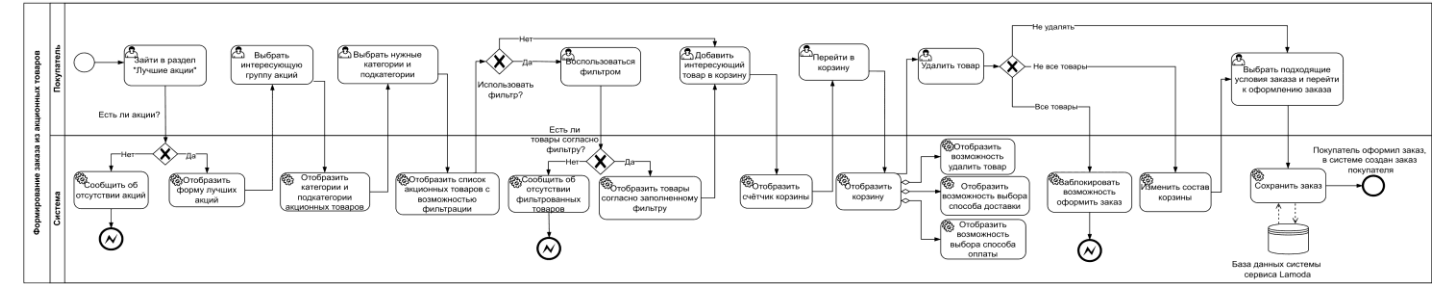 Формирование заказа из акционных товаров
Покупатель
Зайти в раздел
"Лучшие акции"
Есть ли акции?
Выбрать
интересующую
группу акций
Выбрать нужные
категории и
подкатегории
Использовать
фильтр?
Нет
Да
Воспользоваться
фильтром
Добавить
интересующий
товар в корзину
Перейти в
корзину
Удалить товар
Не удалять
Не все товары
Все товары
Выбрать подходящие
условия заказа и перейти
к оформлению заказа
Система
Нет
Да
Сообщить об
отсутствии акций
Отобразить
форму лучших
акций
Отобразить
категории и
подкатегории
акционных товаров
Отобразить список
акционных товаров с
возможностью
фильтрации
Есть ли
товары согласно
фильтру?
Нет
Да
Сообщить об
отсутствии
фильтрованных
товаров
Отобразить товары
согласно заполненному
фильтру
Отобразить
счётчик корзины
Отобразить
корзину
Отобразить
возможность
удалить товар
Отобразить
возможность выбора
способа доставки
Отобразить
возможность
выбора способа
оплаты
Ваблокировать
возможность
оформить заказ
Изменить состав
корзины
Сохранить заказ
Покупатель оформил заказ,
в системе создан заказ
покупателя
База данных системы
сервиса Lamoda